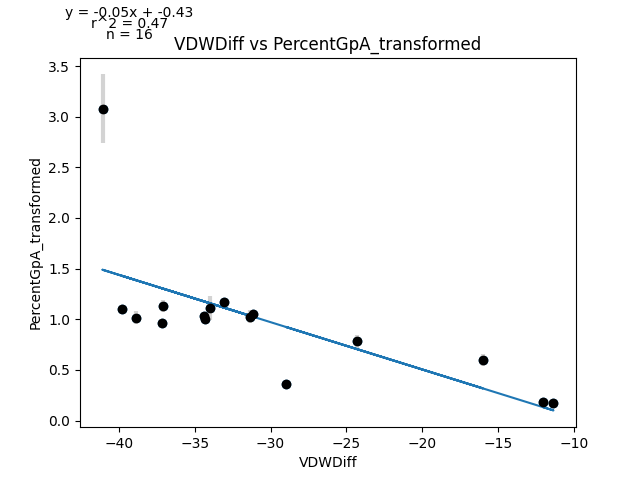 y = -0.05x + -0.43
r^2 = 0.47
n = 16
VDWDiff vs PercentGpA_transformed
PercentGpA_transformed
3.5
3.0
2.5
2.0
1.5
1.0
0.5
0.0
−40
−35
−30
−25
−20
−15
−10
VDWDiff